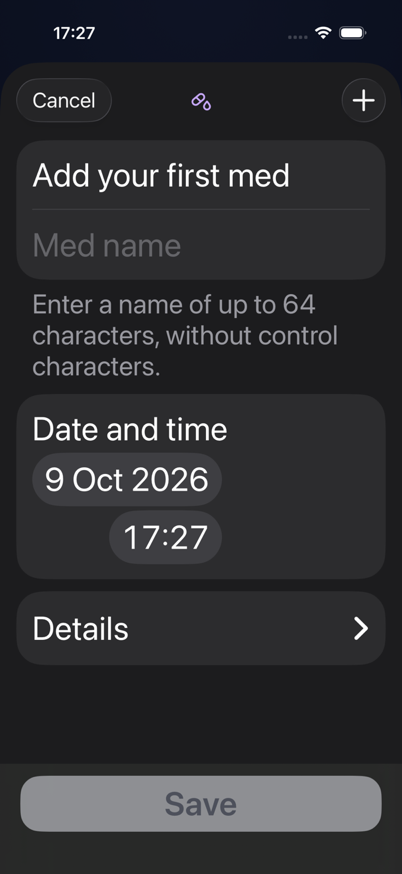 17:27
Cancel
Add your first med
Med name
Enter a name of up to 64
characters, without control
characters.
Date and time
9 Oct 2026
17:27
Details
Save